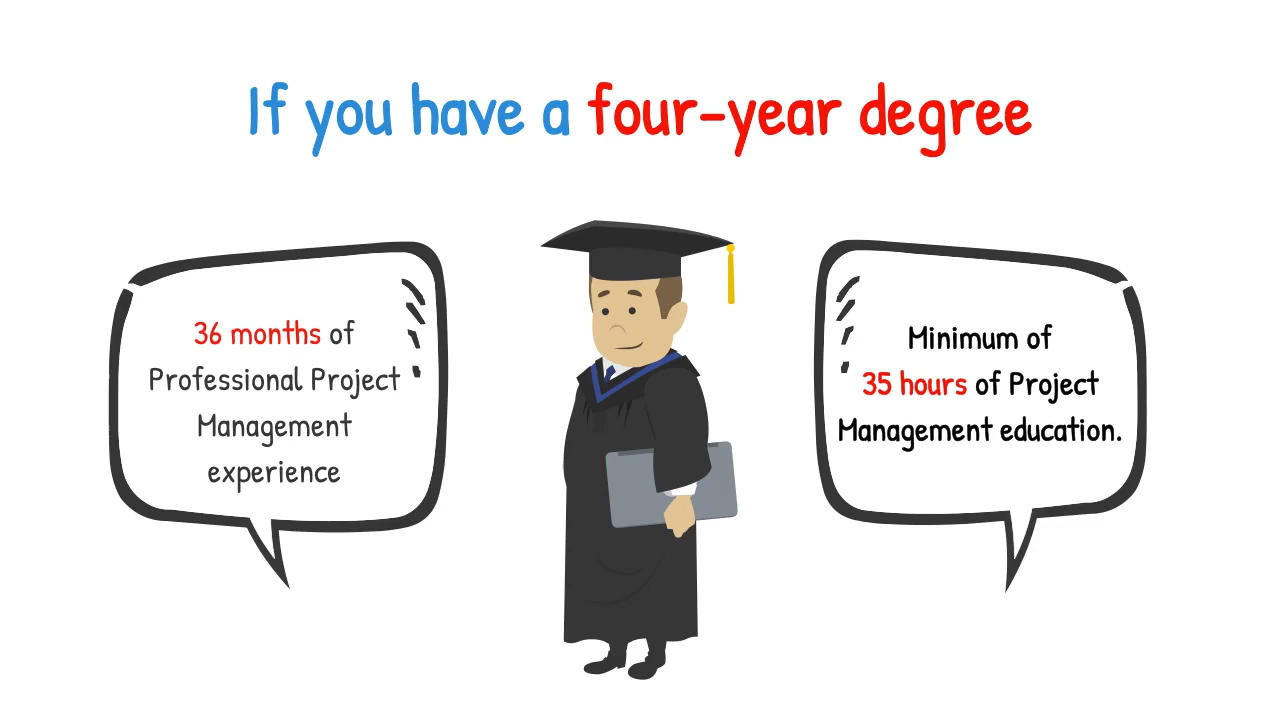 If you have a four-year degree
36 months of
Professional Project
Management
experience
Minimum of
35 hours of Project
Management education.